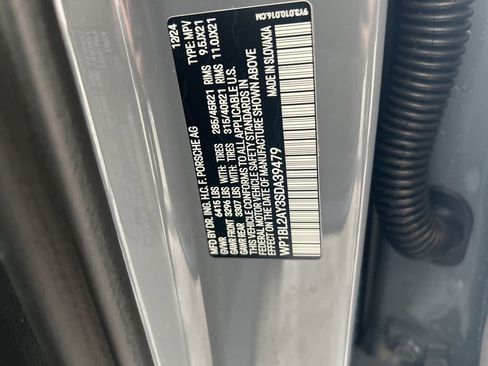 MFD BY DR. ING. H.C. F. PORSCHE AG 12/24
GVWR 6415 LBS TYPE: MPV
GAWR FRONT 3296 LBS WITH: TIRES 285/45R21 RIMS 9.5JX21
GAWR REAR 3307 LBS WITH: TIRES 315/40R21 RIMS 11.0JX21
THIS VEHICLE CONFORMS TO ALL APPLICABLE U.S.
FEDERAL MOTOR VEHICLE SAFETY STANDARDS IN EFFECT
ON THE DATE OF MANUFACTURE SHOWN ABOVE
WP1BL2AY3SDA39479 MADE IN SLOVAKIA
9Y3.010.016.CM